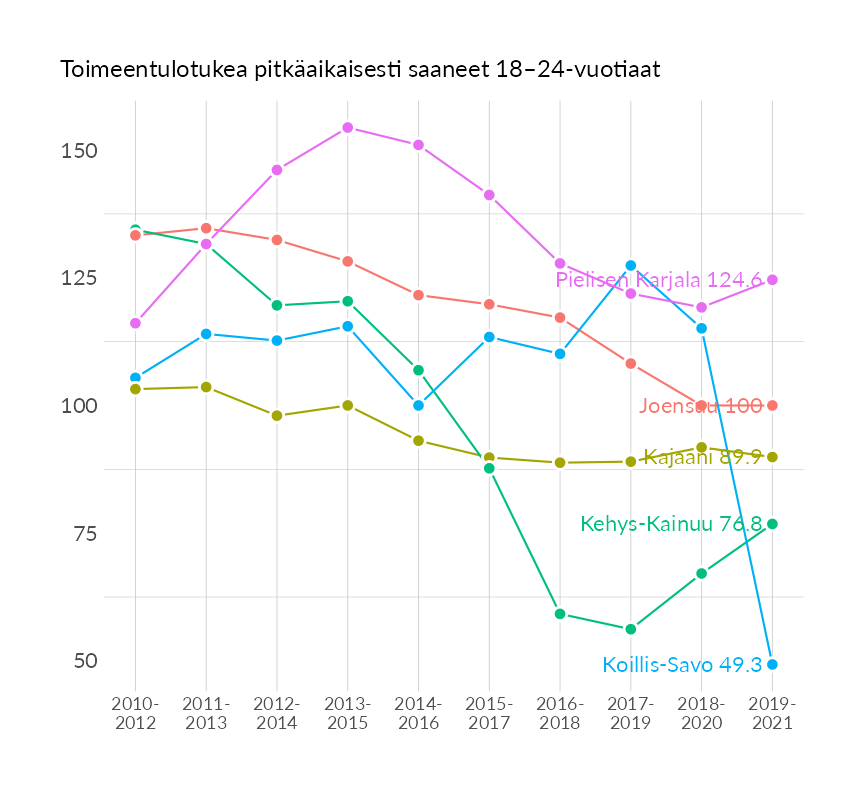 Toimeentulotukea pitkäaikaisesti saaneet 18–24-vuotiaat
150
125
100
75
50
Pielisen Karjala 124.6
Joensuu 100
Kajaani 89.9
Kehys-Kainuu 76.8
Koillis-Savo 49.3
2010- 2011- 2012- 2013- 2014- 2015- 2016- 2017- 2018- 2019-
2012 2013 2014 2015 2016 2017 2018 2019 2020 2021